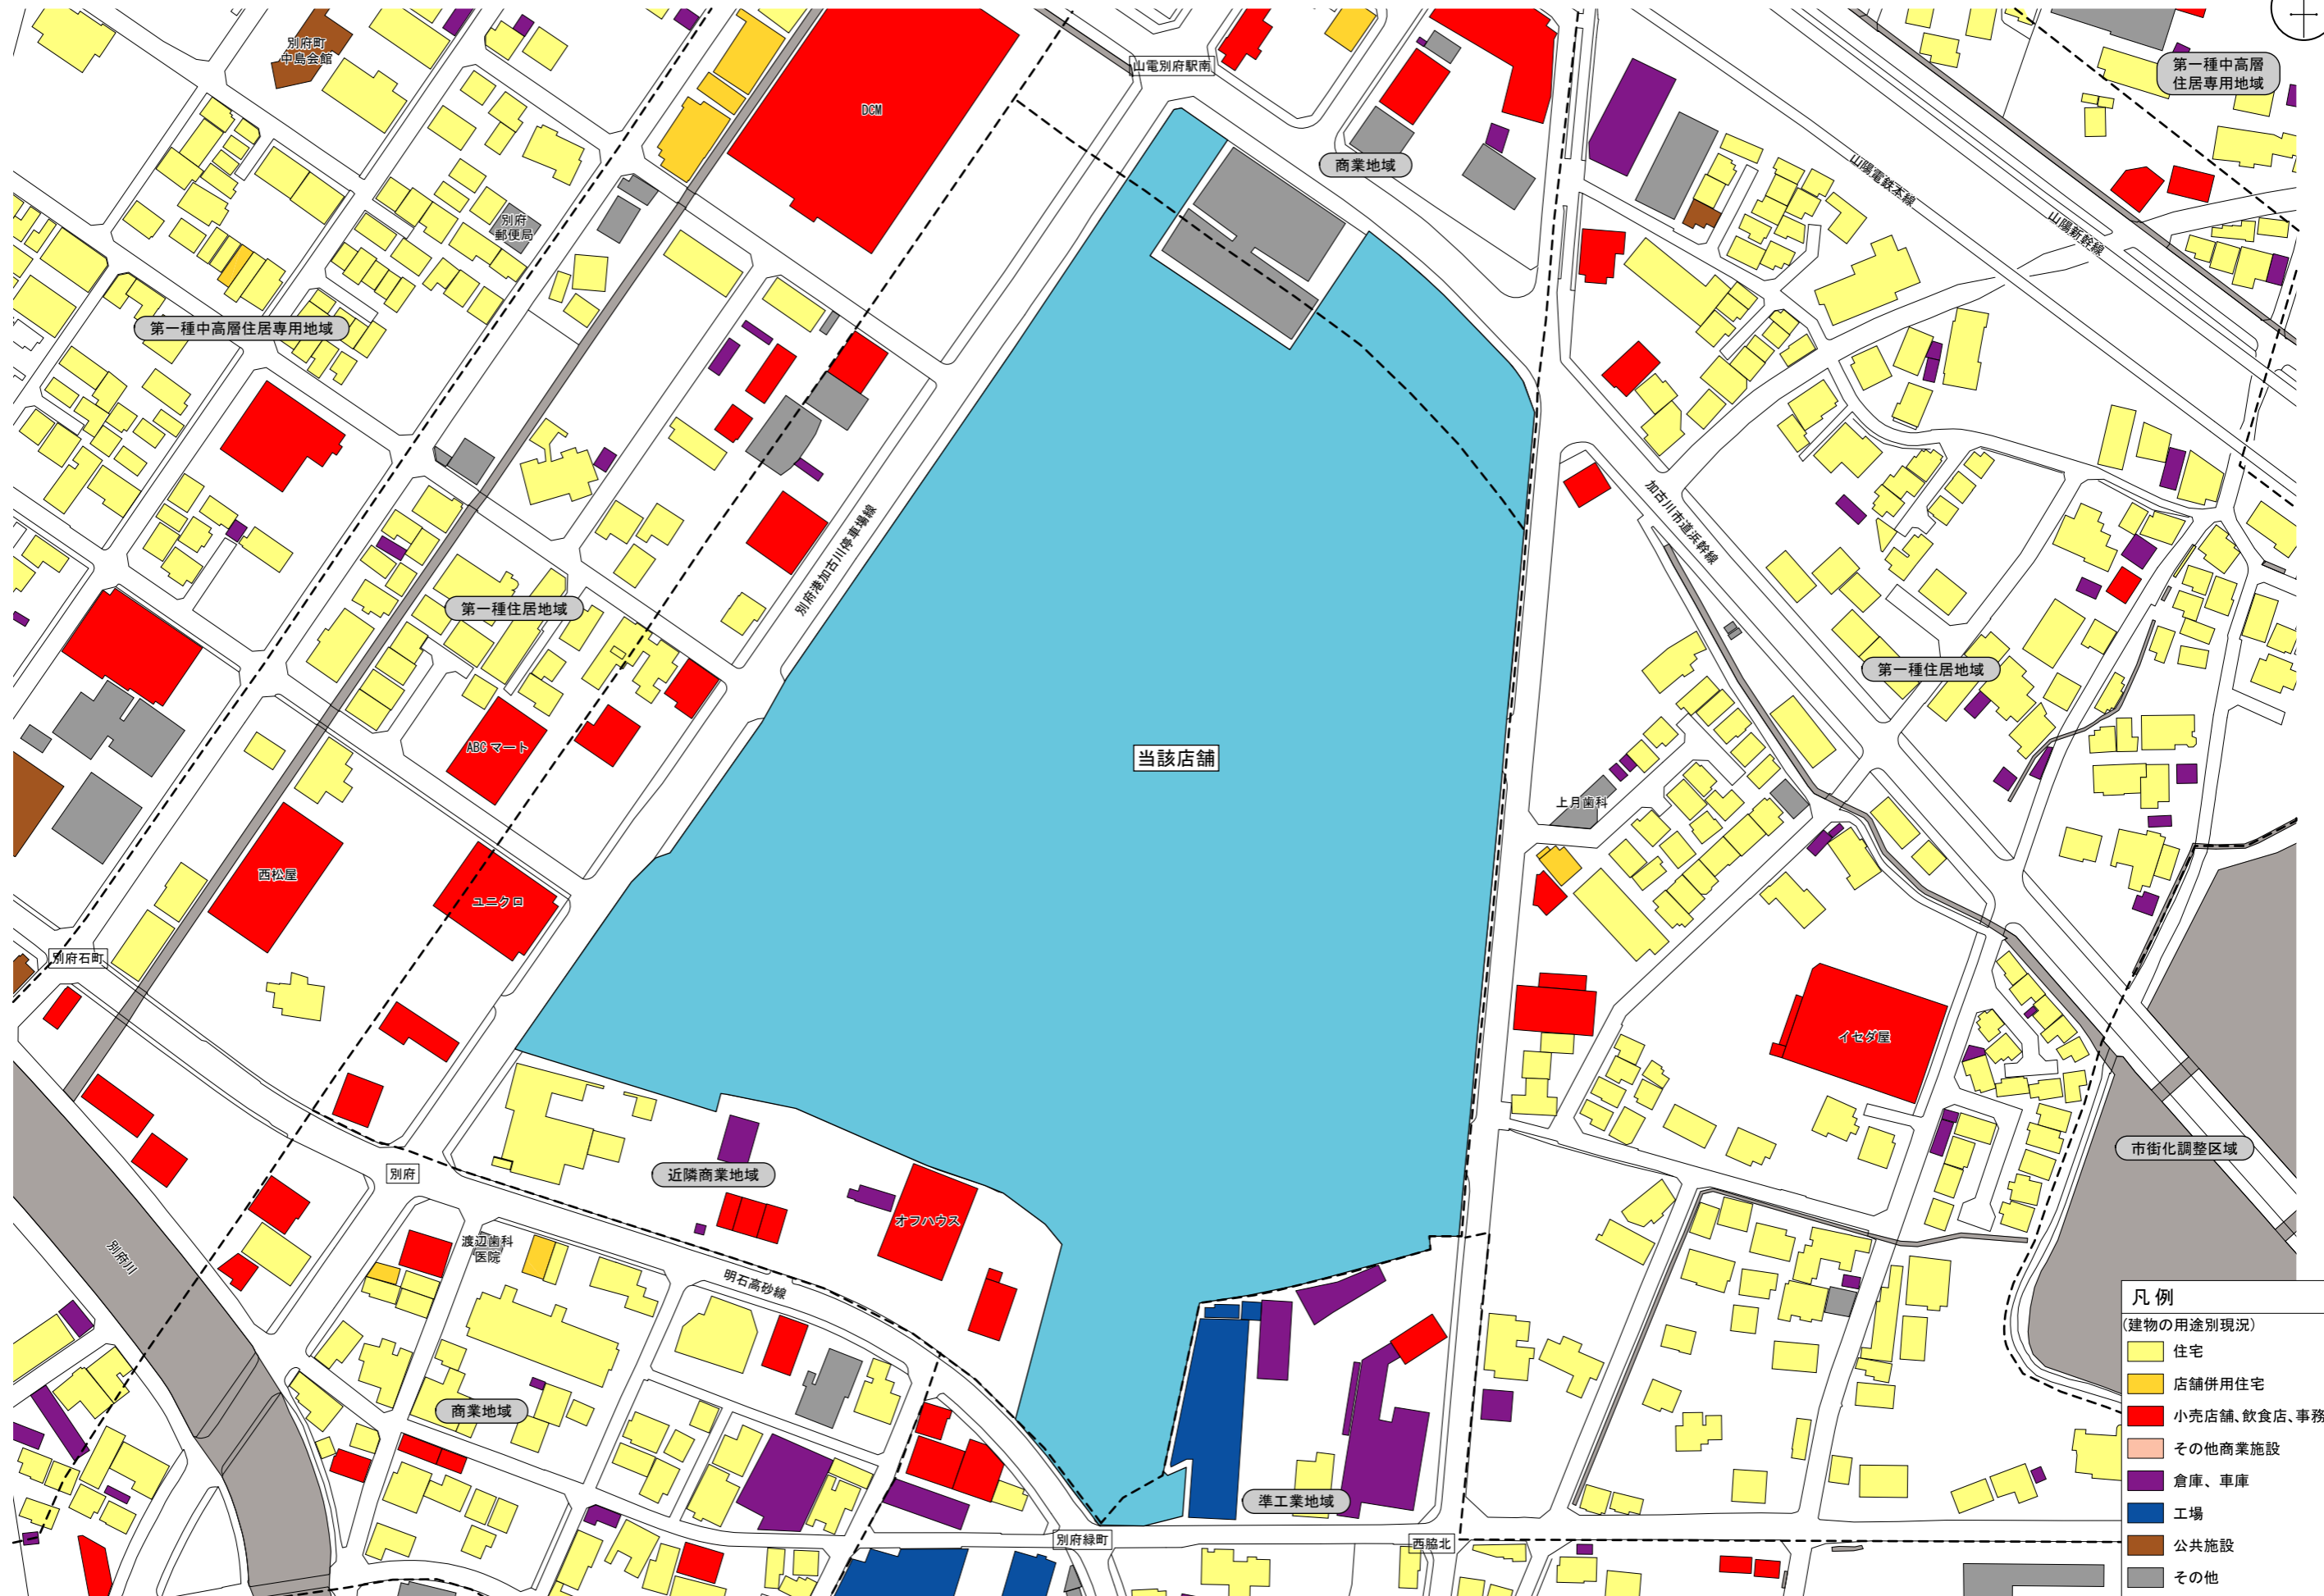 別府町
中島会館
山電別府駅南
第一種中高層
住居専用地域
DCM
商業地域
山陽電鉄本線
山陽新幹線
別府
郵便局
第一種中高層住居専用地域
別府港加古川停車場線
加古川市道浜幹線
第一種住居地域
第一種住居地域
ABCマート
当該店舗
上月歯科
西松屋
ユニクロ
別府石町
イセダ屋
市街化調整区域
別府
近隣商業地域
オフハウス
渡辺歯科
医院
別府川
明石高砂線
商業地域
準工業地域
別府緑町
西脇北
凡例
(建物の用途別現況)
住宅
店舗併用住宅
小売店舗、飲食店、事務
その他商業施設
倉庫、車庫
工場
公共施設
その他